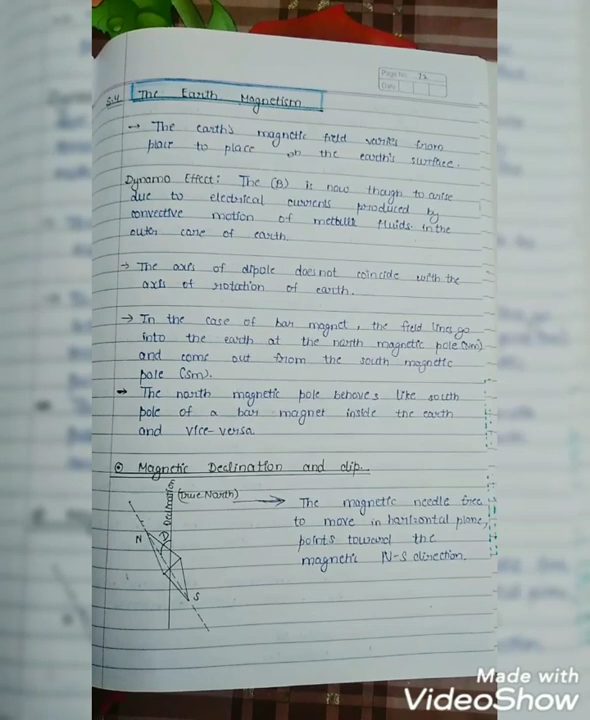 Page No. 12
Date
5.4 The Earth Magnetism
→ The earth's magnetic field varies from
place to place on the earth's surface.
Dynamo Effect: The (B) is now though to arise
due to electrical currents produced by
convective motion of metallic fluids in the
outer core of earth.
→ The axis of dipole does not coincide with the
axis of rotation of earth.
→ In the case of bar magnet, the field lines go
into the earth at the north magnetic pole (Nm)
and come out from the south magnetic
pole (Sm).
→ The north magnetic pole behoves like south
pole of a bar magnet inside the earth
and vice-versa
Magnetic Declination and dip.
(true North)
Declination
N
S
The magnetic needle free
to move in horizontal plane,
points toward the
magnetic N-S direction.
Made with
VideoShow